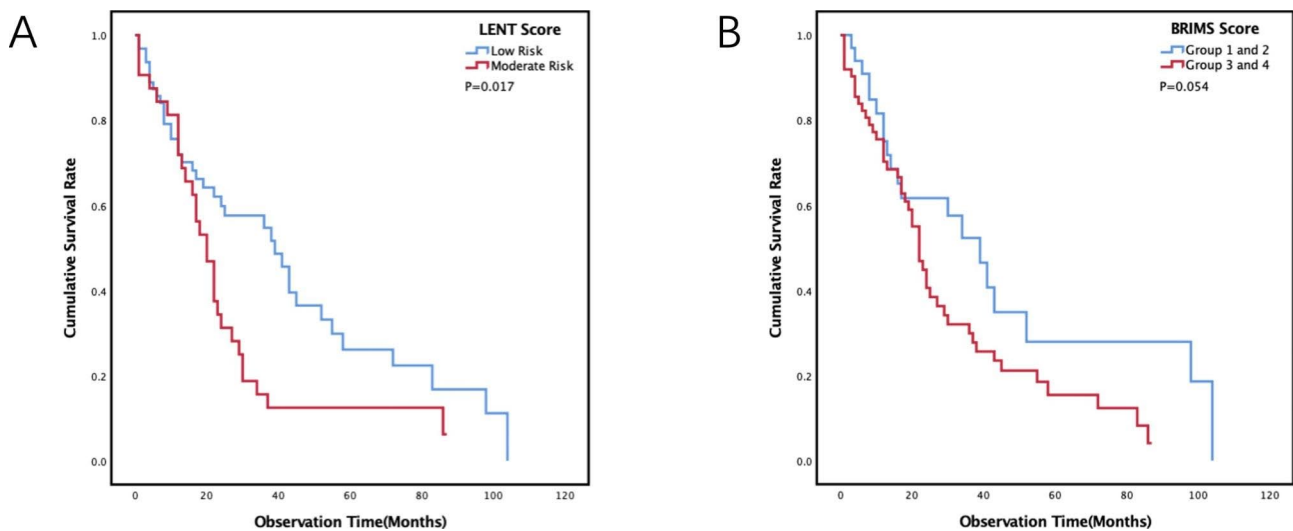 A
LENT Score
Low Risk
Moderate Risk
P=0.017
Cumulative Survival Rate
1.0
0.8
0.6
0.4
0.2
0.0
0 20 40 60 80 100 120
Observation Time(Months)
B
BRIMS Score
Group 1 and 2
Group 3 and 4
P=0.054
Cumulative Survival Rate
1.0
0.8
0.6
0.4
0.2
0.0
0 20 40 60 80 100 120
Observation Time(Months)